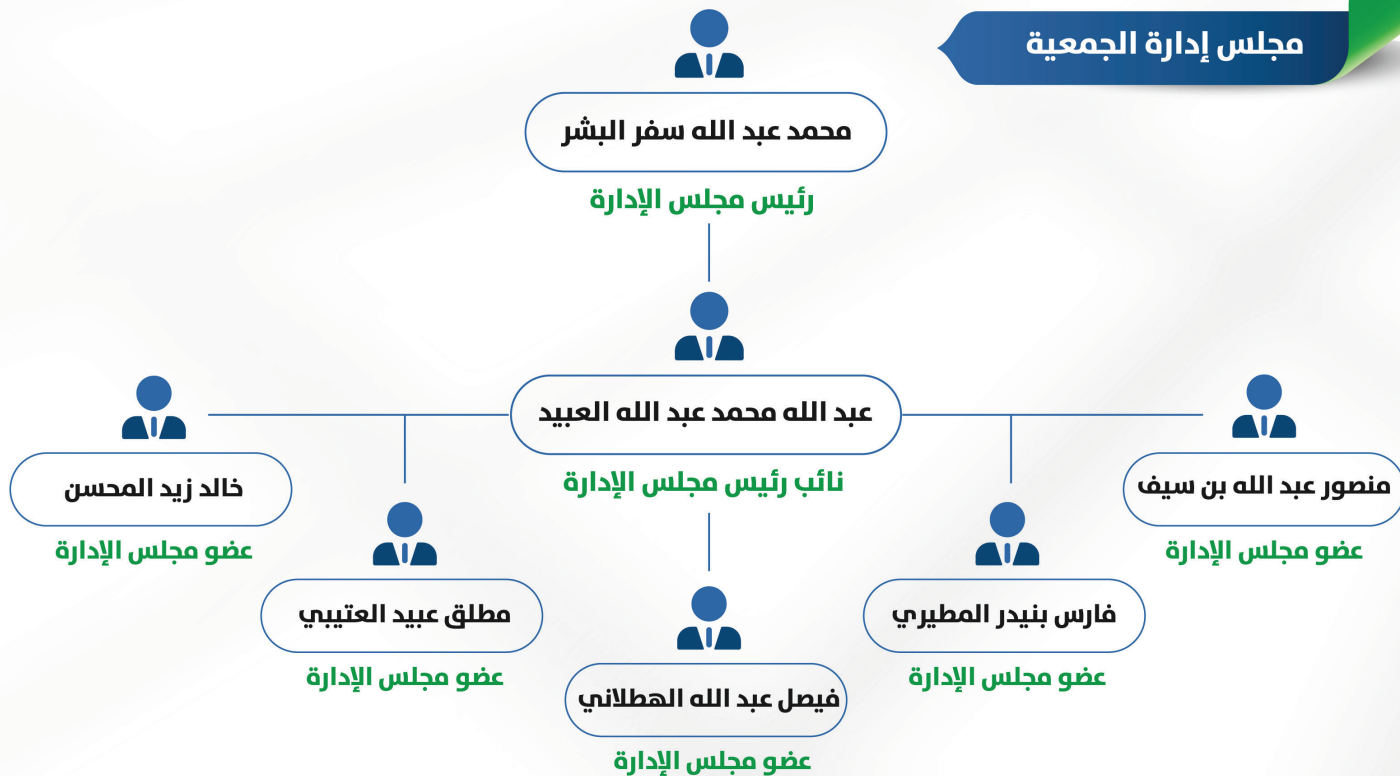 مجلس إدارة الجمعية
محمد عبد الله سفر البشر
رئيس مجلس الإدارة
عبد الله محمد عبد الله العبيد
نائب رئيس مجلس الإدارة
منصور عبد الله بن سيف
عضو مجلس الإدارة
فارس بنيدر المطيري
عضو مجلس الإدارة
فيصل عبد الله الهطلاني
عضو مجلس الإدارة
مطلق عبيد العتيبي
عضو مجلس الإدارة
خالد زيد المحسن
عضو مجلس الإدارة